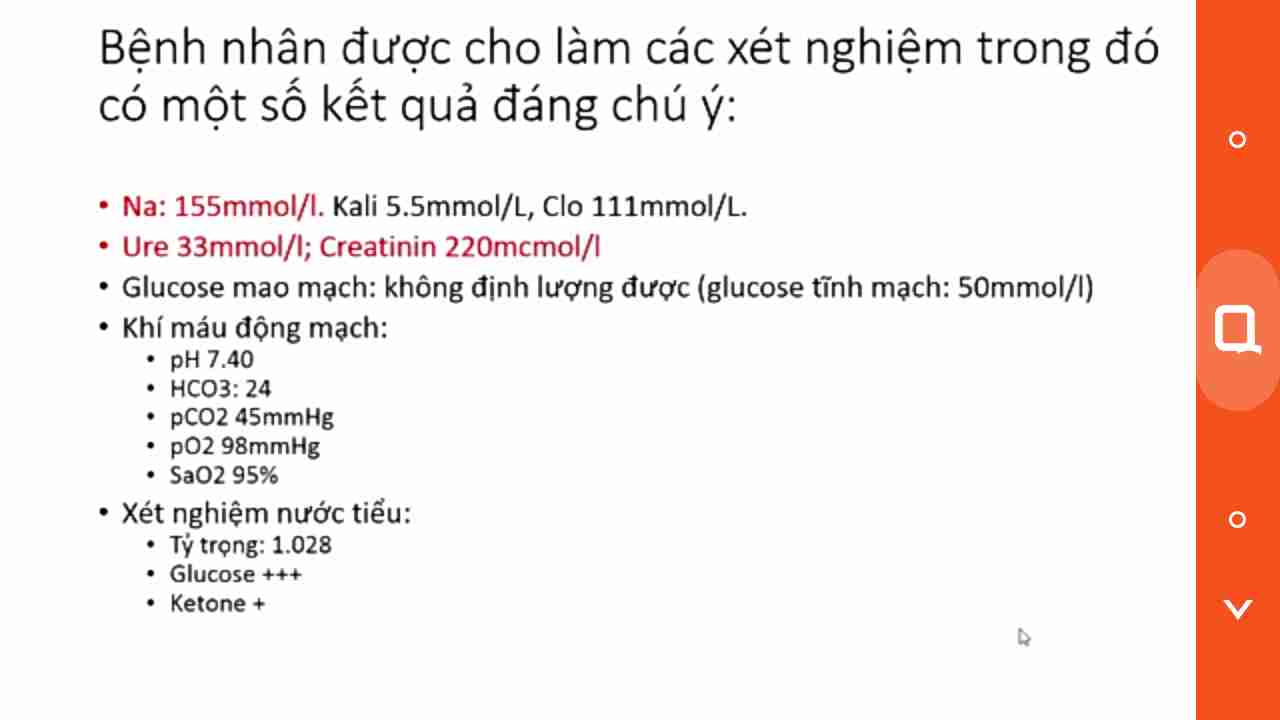 Bệnh nhân được cho làm các xét nghiệm trong đó
có một số kết quả đáng chú ý:
• Na: 155mmol/l. Kali 5.5mmol/L, Clo 111mmol/L.
• Ure 33mmol/l; Creatinin 220mcmol/l
• Glucose mao mạch: không định lượng được (glucose tĩnh mạch: 50mmol/l)
• Khí máu động mạch:
• pH 7.40
• HCO3: 24
• pCO2 45mmHg
• pO2 98mmHg
• SaO2 95%
• Xét nghiệm nước tiểu:
• Tỷ trọng: 1.028
• Glucose +++
• Ketone +